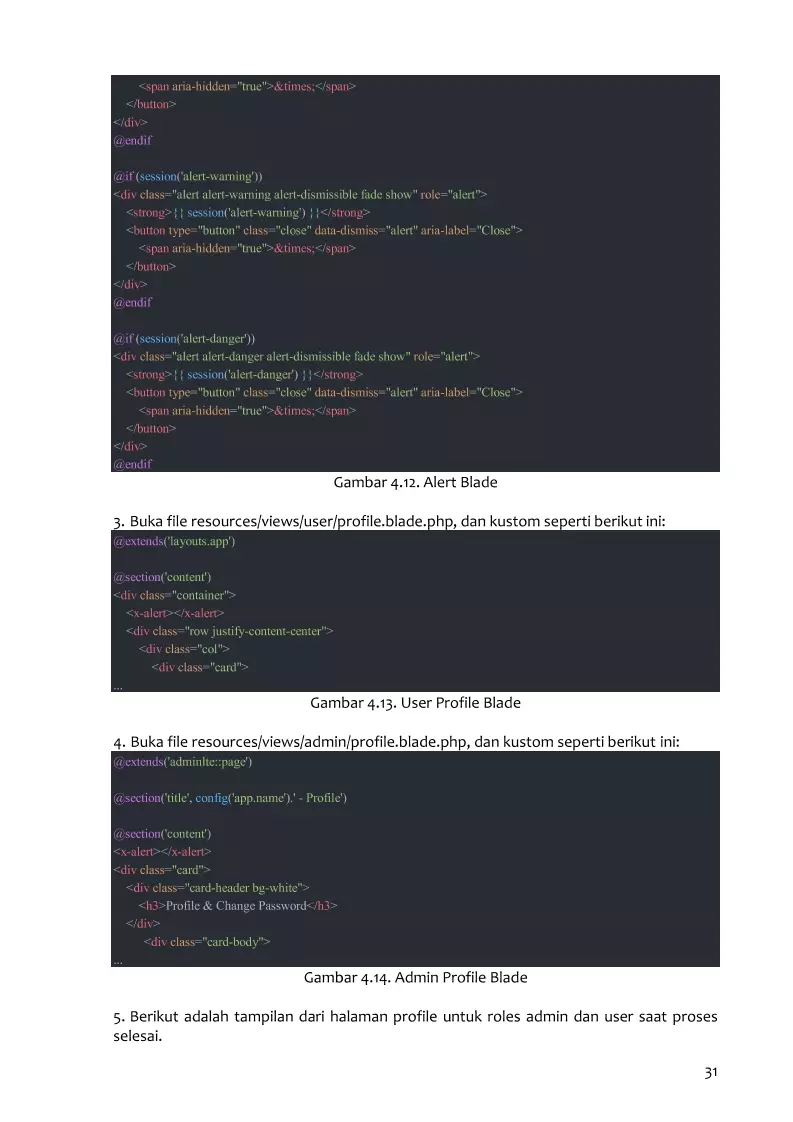 <span aria-hidden="true">&times;</span>
</button>
</div>
@endif
@if (session('alert-warning'))
<div class="alert alert-warning alert-dismissible fade show" role="alert">
<strong>{{ session('alert-warning') }}</strong>
<button type="button" class="close" data-dismiss="alert" aria-label="Close">
<span aria-hidden="true">&times;</span>
</button>
</div>
@endif
@if (session('alert-danger'))
<div class="alert alert-danger alert-dismissible fade show" role="alert">
<strong>{{ session('alert-danger') }}</strong>
<button type="button" class="close" data-dismiss="alert" aria-label="Close">
<span aria-hidden="true">&times;</span>
</button>
</div>
@endif
Gambar 4.12. Alert Blade
3. Buka file resources/views/user/profile.blade.php, dan kustom seperti berikut ini:
@extends('layouts.app')
@section('content')
<div class="container">
<x-alert></x-alert>
<div class="row justify-content-center">
<div class="col">
<div class="card">
...
Gambar 4.13. User Profile Blade
4. Buka file resources/views/admin/profile.blade.php, dan kustom seperti berikut ini:
@extends('adminlte::page')
@section('title', config('app.name').' - Profile')
@section('content')
<x-alert></x-alert>
<div class="card">
<div class="card-header bg-white">
<h3>Profile & Change Password</h3>
</div>
<div class="card-body">
...
Gambar 4.14. Admin Profile Blade
5. Berikut adalah tampilan dari halaman profile untuk roles admin dan user saat proses
selesai.
31